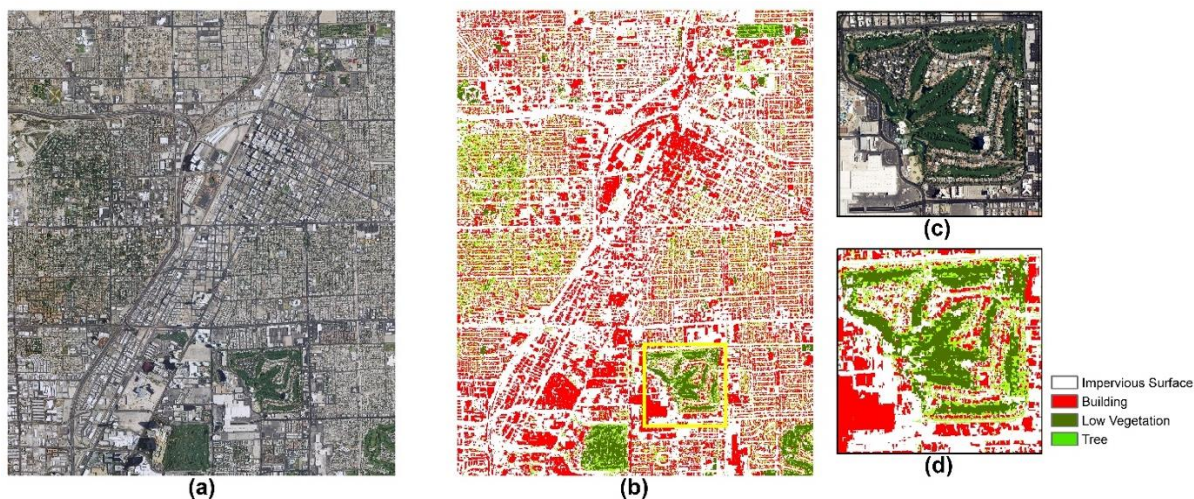 (a)
(b)
(c)
(d)
Impervious Surface
Building
Low Vegetation
Tree